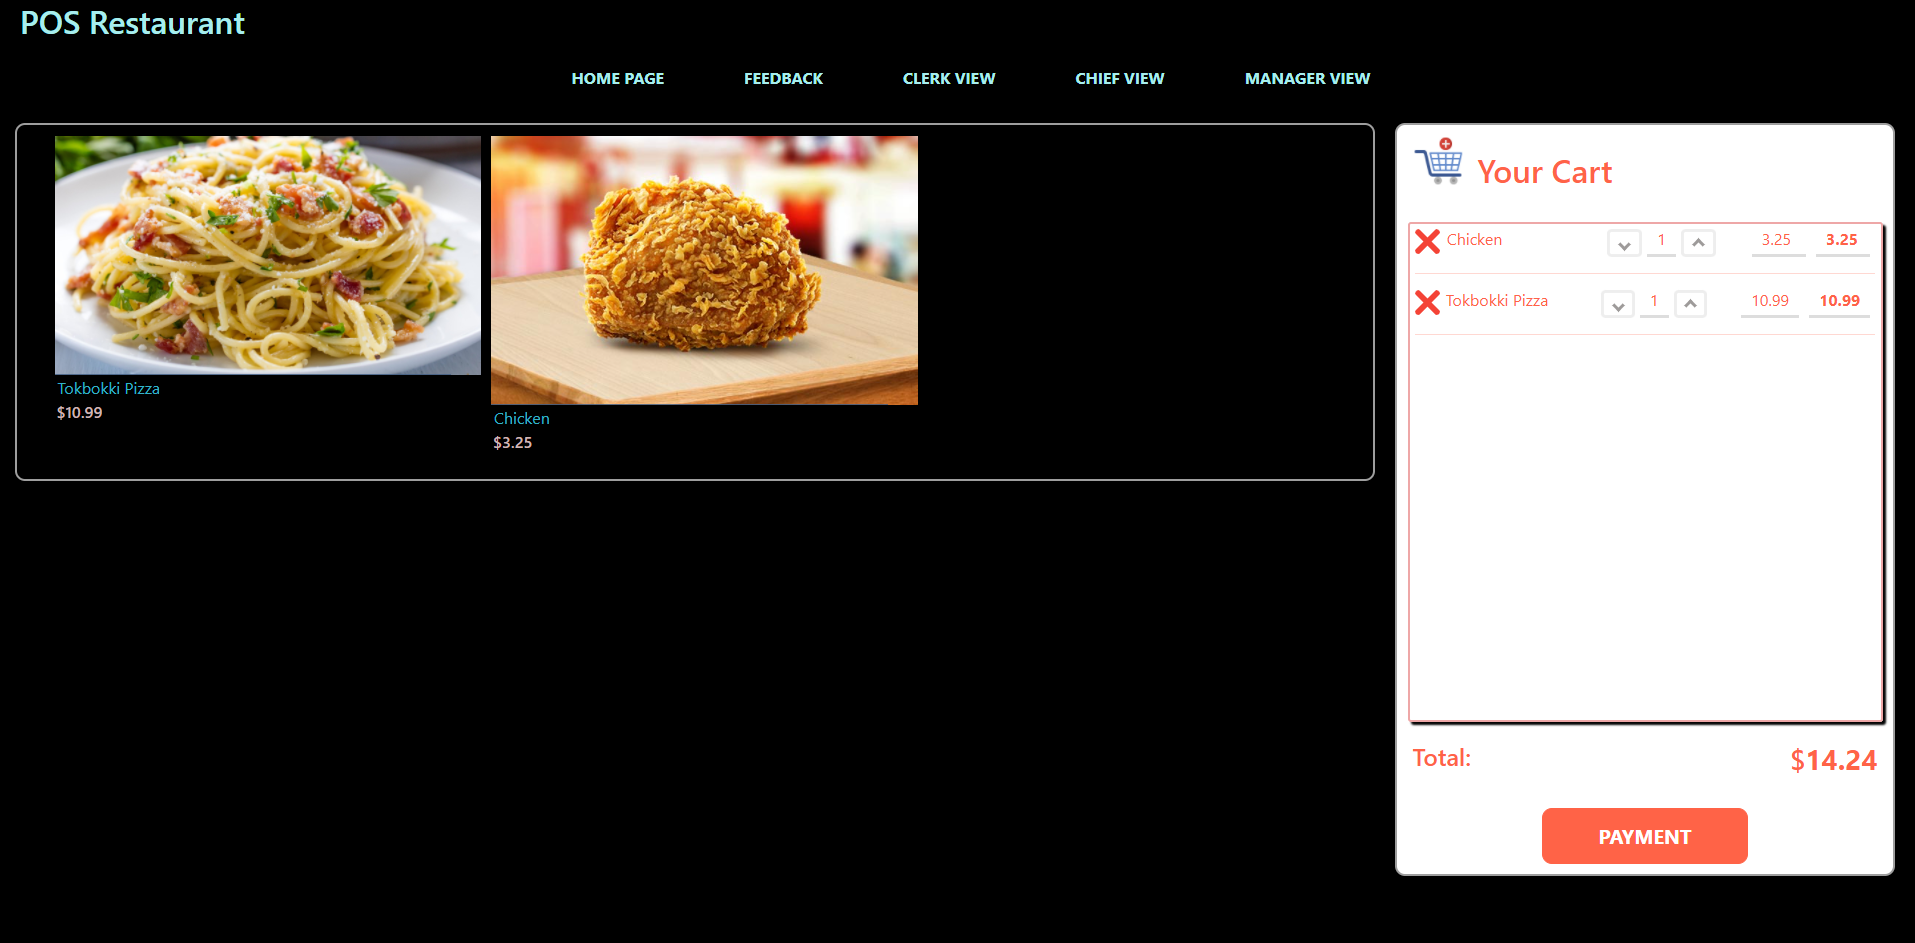 POS Restaurant
HOME PAGE FEEDBACK CLERK VIEW CHIEF VIEW MANAGER VIEW
Tokbokki Pizza
$10.99
Chicken
$3.25
Your Cart
Chicken 1 3.25 3.25
Tokbokki Pizza 1 10.99 10.99
Total: $14.24
PAYMENT